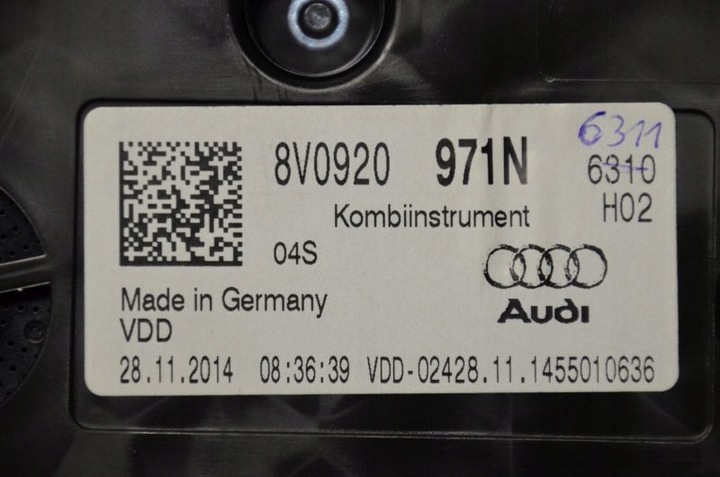 6311
8V0920 971N 6310
Kombiinstrument H02
04S
Audi
Made in Germany
VDD
28.11.2014 08:36:39 VDD-02428.11.1455010636